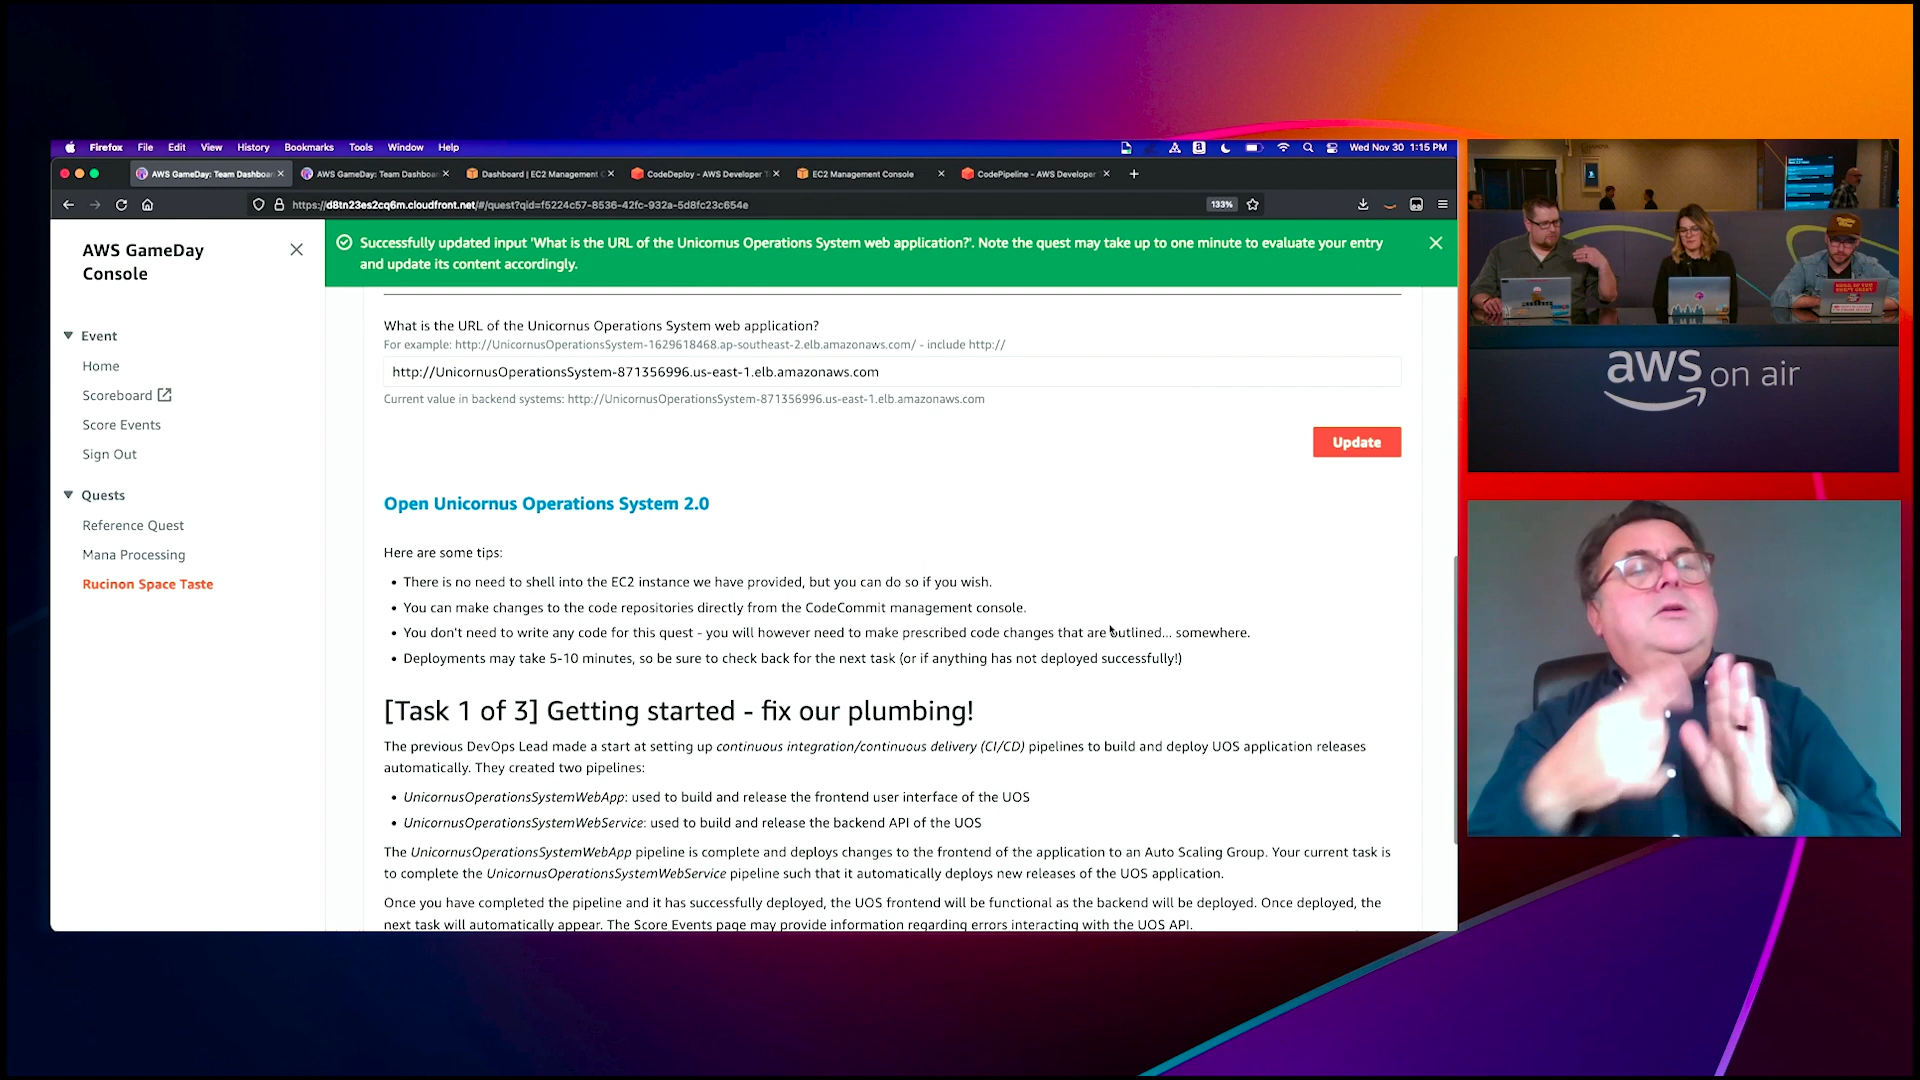 Firefox File Edit View History Bookmarks Tools Window Help
Wed Nov 30 1:15 PM
AWS GameDay: Team Dashboar
AWS GameDay: Team Dashboa
Dashboard | EC2 Management C
CodeDeploy - AWS Developer T
EC2 Management Console
CodePipeline - AWS Developer
https://d8tn23es2cq6m.cloudfront.net/#/quest?qid=f5224c57-8536-42fc-932a-5d8fc23c654e
133%
AWS GameDay
Console
Event
Home
Scoreboard
Score Events
Sign Out
Quests
Reference Quest
Mana Processing
Rucinon Space Taste
Successfully updated input 'What is the URL of the Unicornus Operations System web application?'. Note the quest may take up to one minute to evaluate your entry
and update its content accordingly.
What is the URL of the Unicornus Operations System web application?
For example: http://UnicornusOperationsSystem-1629618468.ap-southeast-2.elb.amazonaws.com/ - include http://
http://UnicornusOperationsSystem-871356996.us-east-1.elb.amazonaws.com
Current value in backend systems: http://UnicornusOperationsSystem-871356996.us-east-1.elb.amazonaws.com
Update
Open Unicornus Operations System 2.0
Here are some tips:
• There is no need to shell into the EC2 instance we have provided, but you can do so if you wish.
• You can make changes to the code repositories directly from the CodeCommit management console.
• You don't need to write any code for this quest - you will however need to make prescribed code changes that are outlined... somewhere.
• Deployments may take 5-10 minutes, so be sure to check back for the next task (or if anything has not deployed successfully!)
[Task 1 of 3] Getting started - fix our plumbing!
The previous DevOps Lead made a start at setting up continuous integration/continuous delivery (CI/CD) pipelines to build and deploy UOS application releases
automatically. They created two pipelines:
• UnicornusOperationsSystemWebApp: used to build and release the frontend user interface of the UOS
• UnicornusOperationsSystemWebService: used to build and release the backend API of the UOS
The UnicornusOperationsSystemWebApp pipeline is complete and deploys changes to the frontend of the application to an Auto Scaling Group. Your current task is
to complete the UnicornusOperationsSystemWebService pipeline such that it automatically deploys new releases of the UOS application.
Once you have completed the pipeline and it has successfully deployed, the UOS frontend will be functional as the backend will be deployed. Once deployed, the
next task will automatically appear. The Score Events page may provide information regarding errors interacting with the UOS API.
aws on air